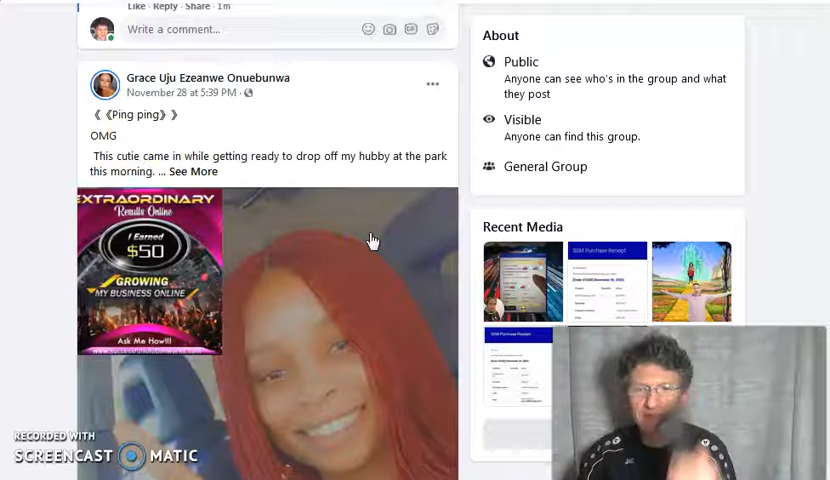 Like · Reply · Share · 1m
Write a comment...
Grace Uju Ezeanwe Onuebunwa
November 28 at 5:39 PM ·
《《Ping ping》》
OMG
This cutie came in while getting ready to drop off my hubby at the park
this morning. ... See More
EXTRAORDINARY
Results Online
I Earned
$50
GROWING
MY BUSINESS ONLINE
Ask Me How!!!
RECORDED WITH
SCREENCAST MATIC
About
Public
Anyone can see who's in the group and what
they post
Visible
Anyone can find this group.
General Group
Recent Media
SSM Purchase Receipt
SSM Purchase Receipt